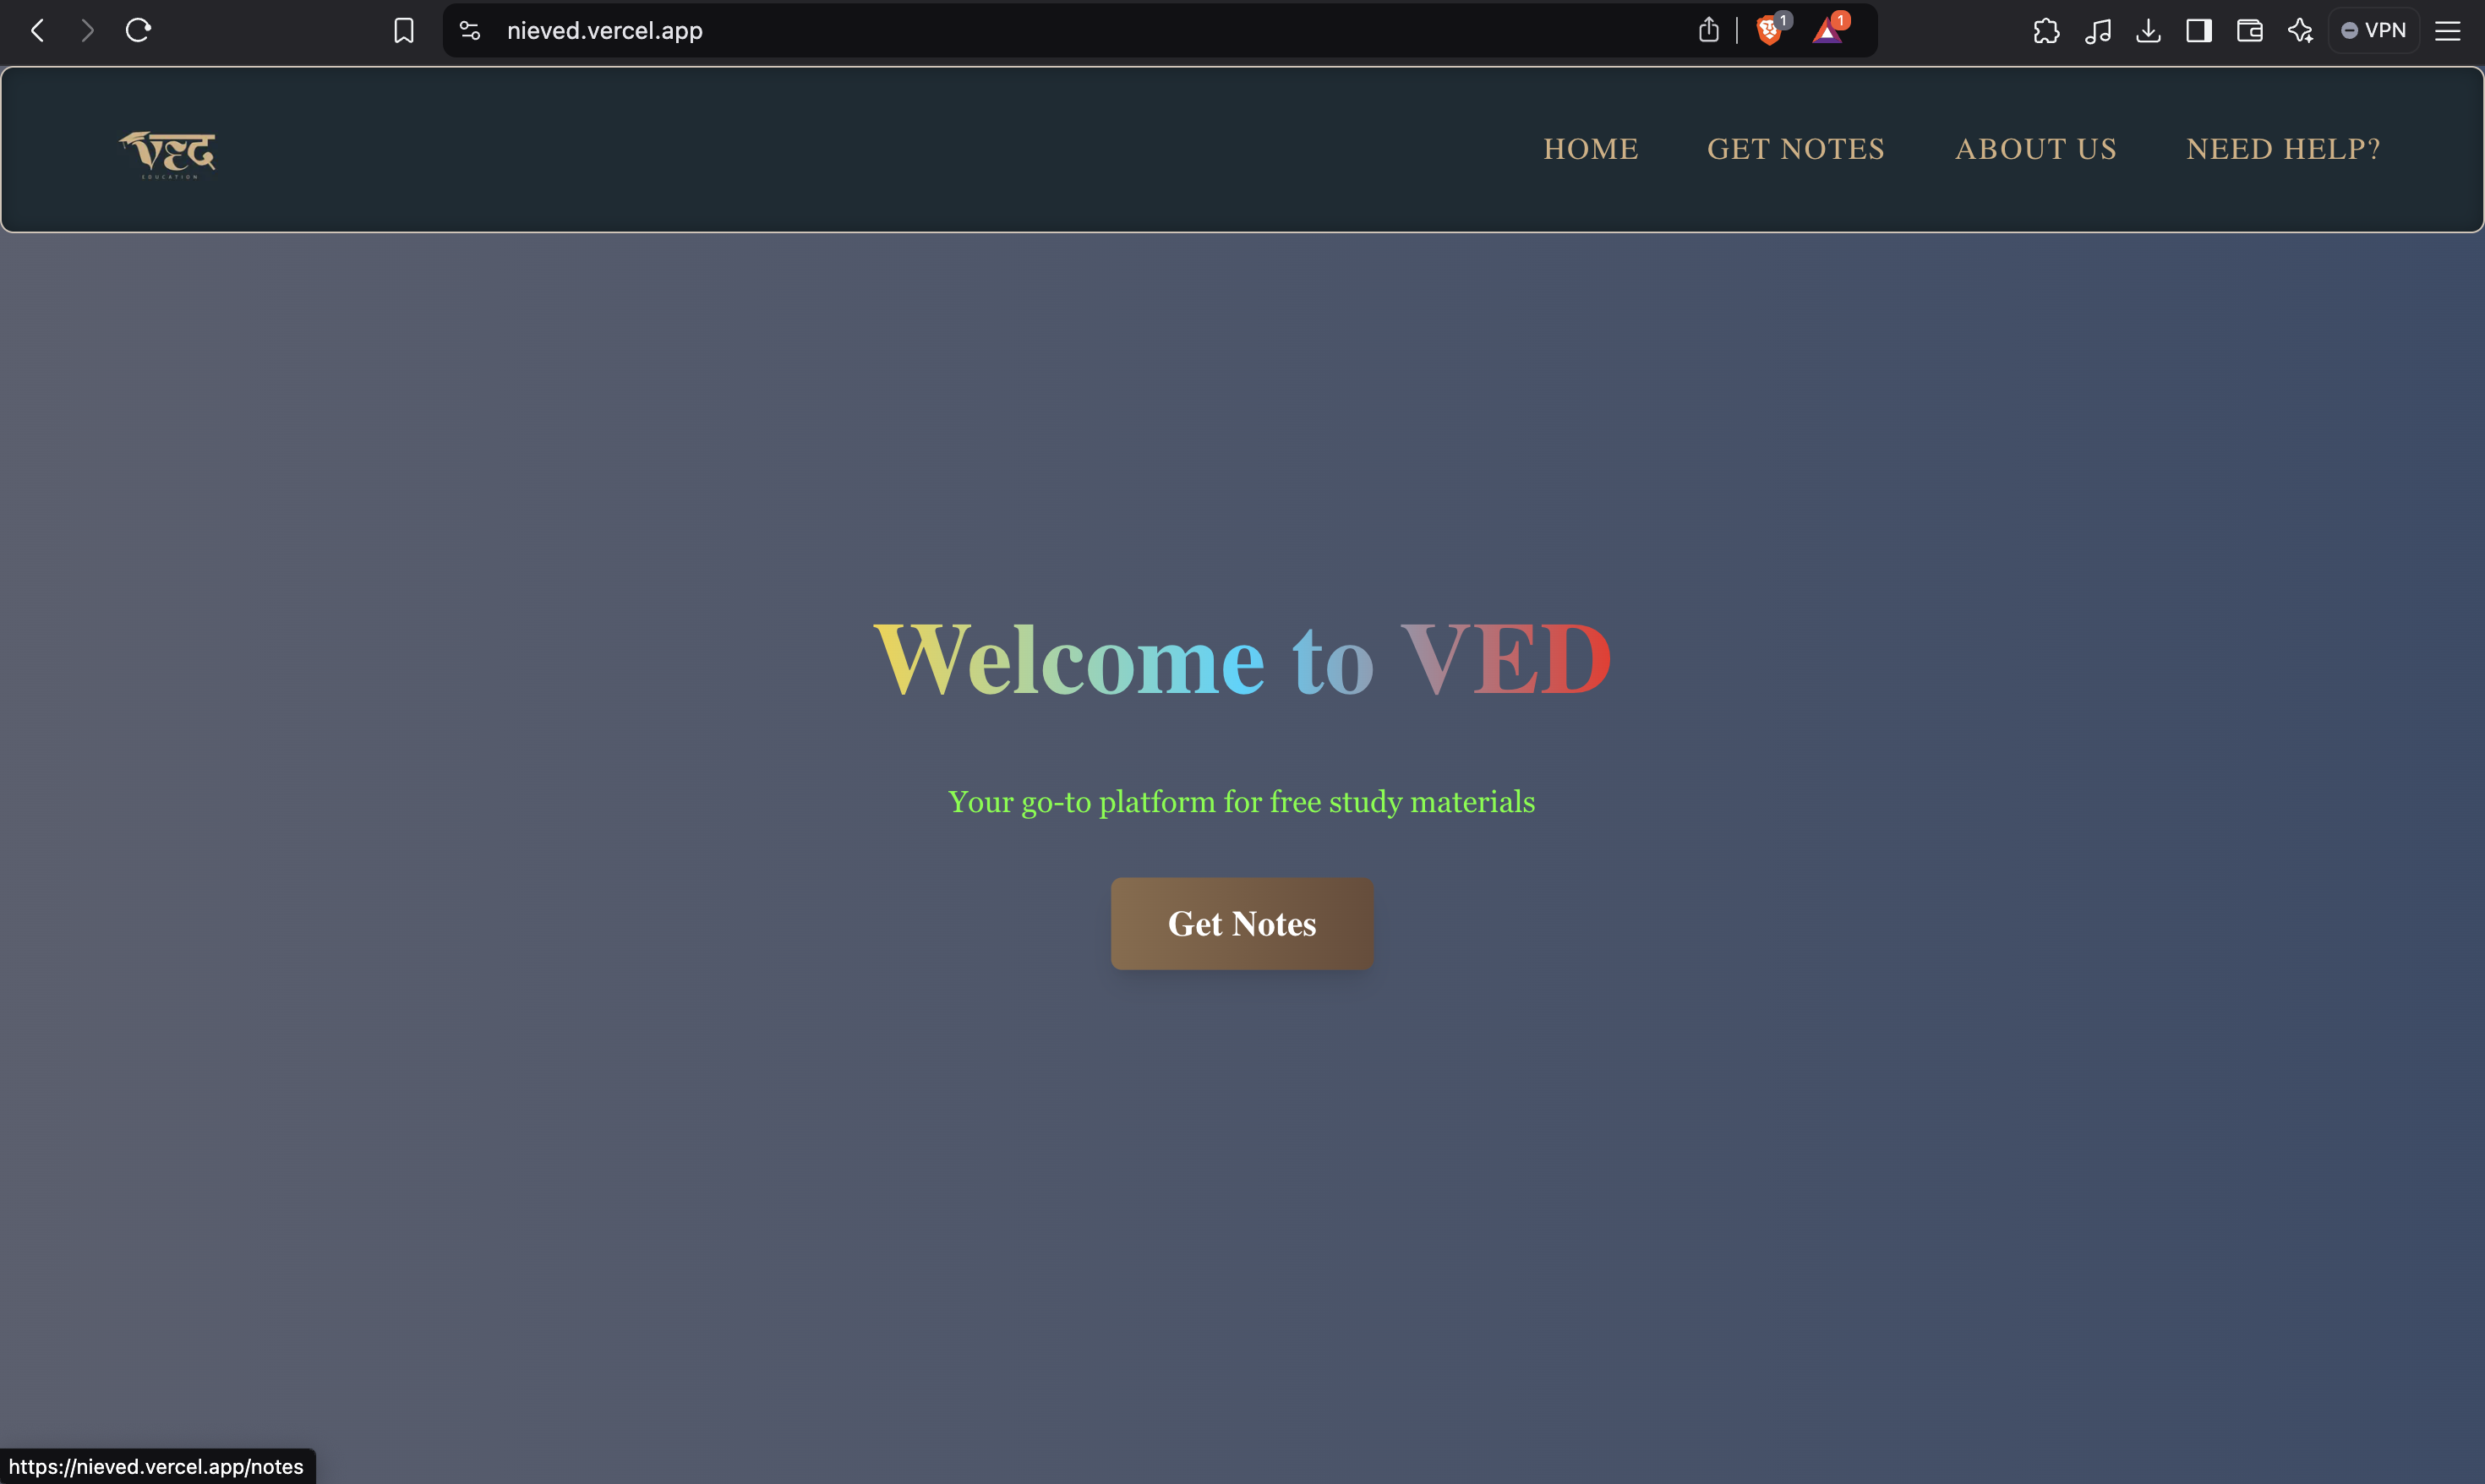 nieved.vercel.app
1
1
VPN
वेद
EDUCATION
HOME GET NOTES ABOUT US NEED HELP?
Welcome to VED
Your go-to platform for free study materials
Get Notes
https://nieved.vercel.app/notes